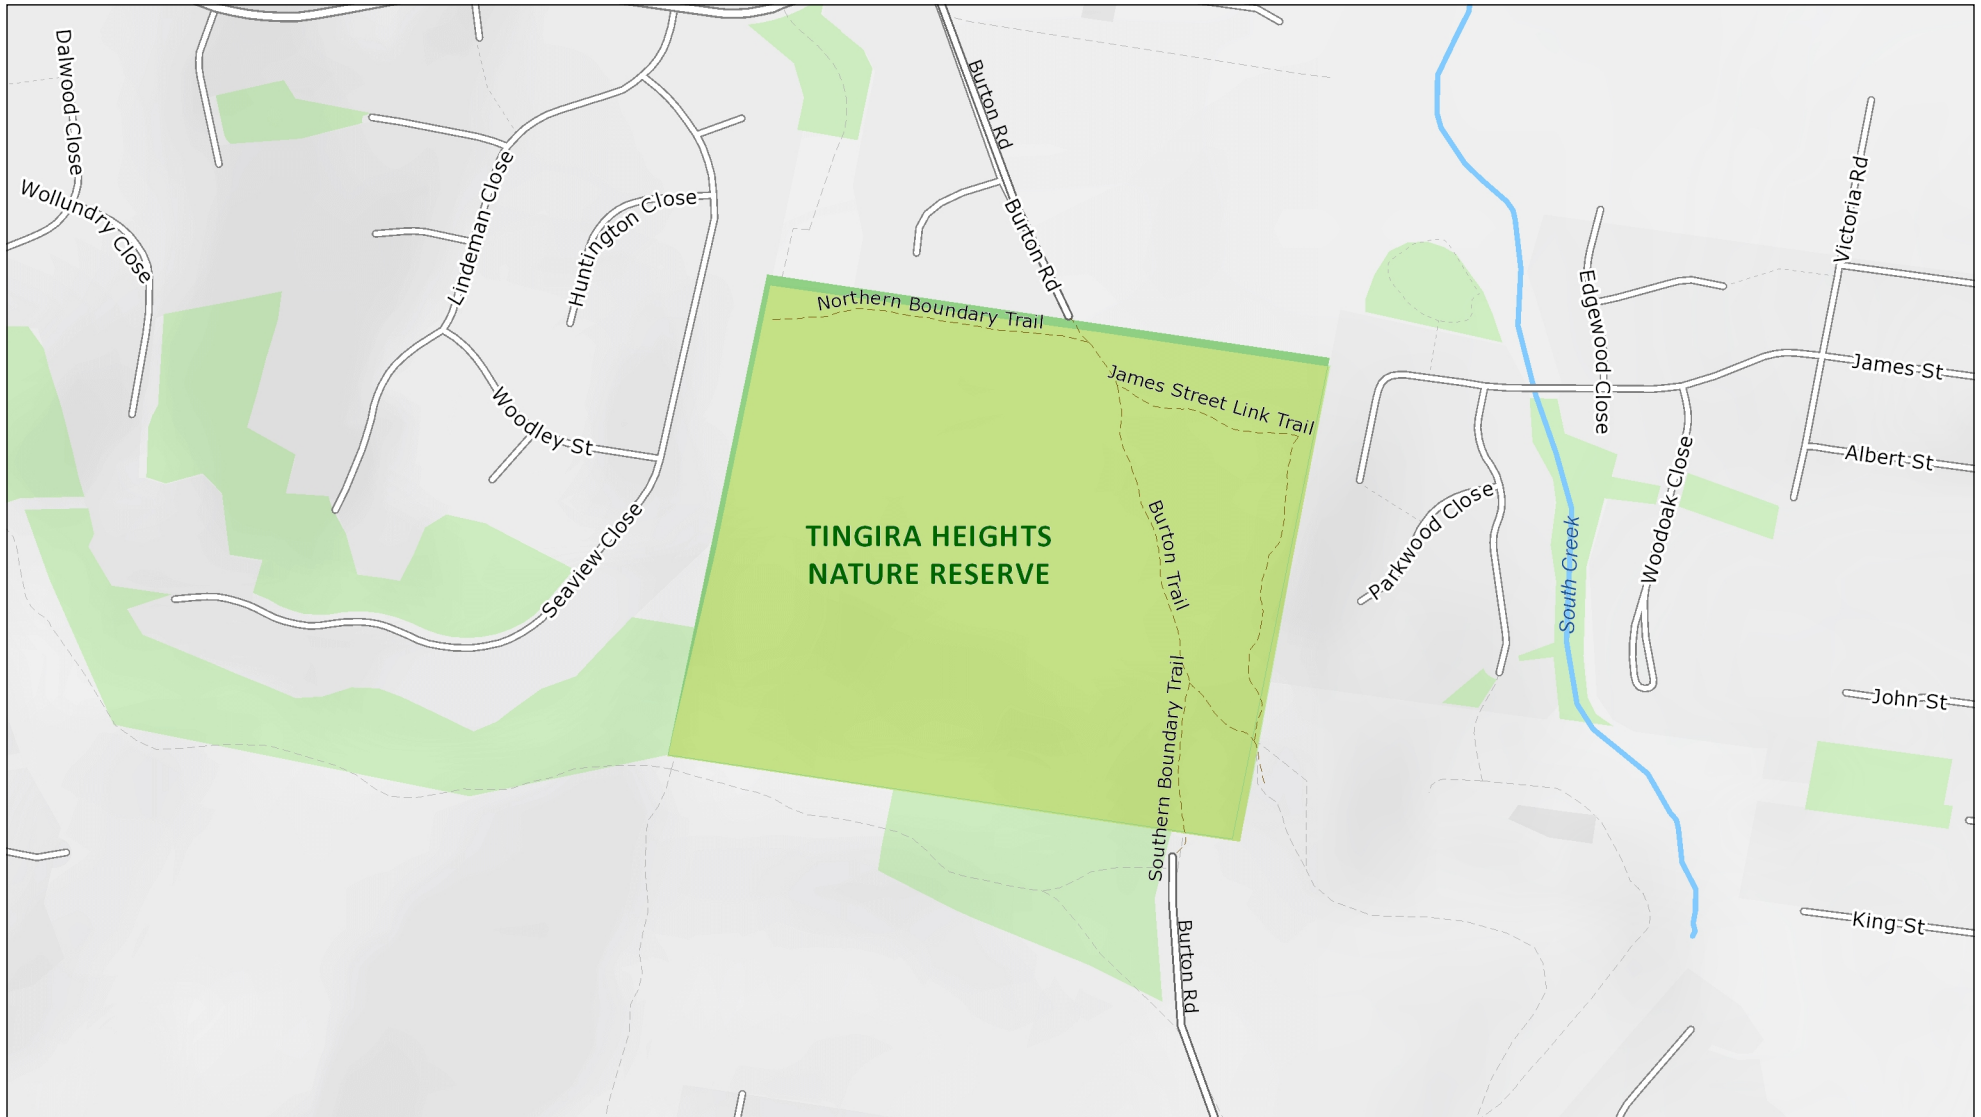 Dalwood Close
Wollundry Close
Lindeman Close
Huntington Close
Woodley St
Seaview Close
Burton Rd
Burton Rd
Northern Boundary Trail
James Street Link Trail
TINGIRA HEIGHTS
NATURE RESERVE
Burton Trail
Southern Boundary Trail
Burton Rd
Parkwood Close
South Creek
Edgewood Close
Woodoak Close
Victoria Rd
James St
Albert St
John St
King St